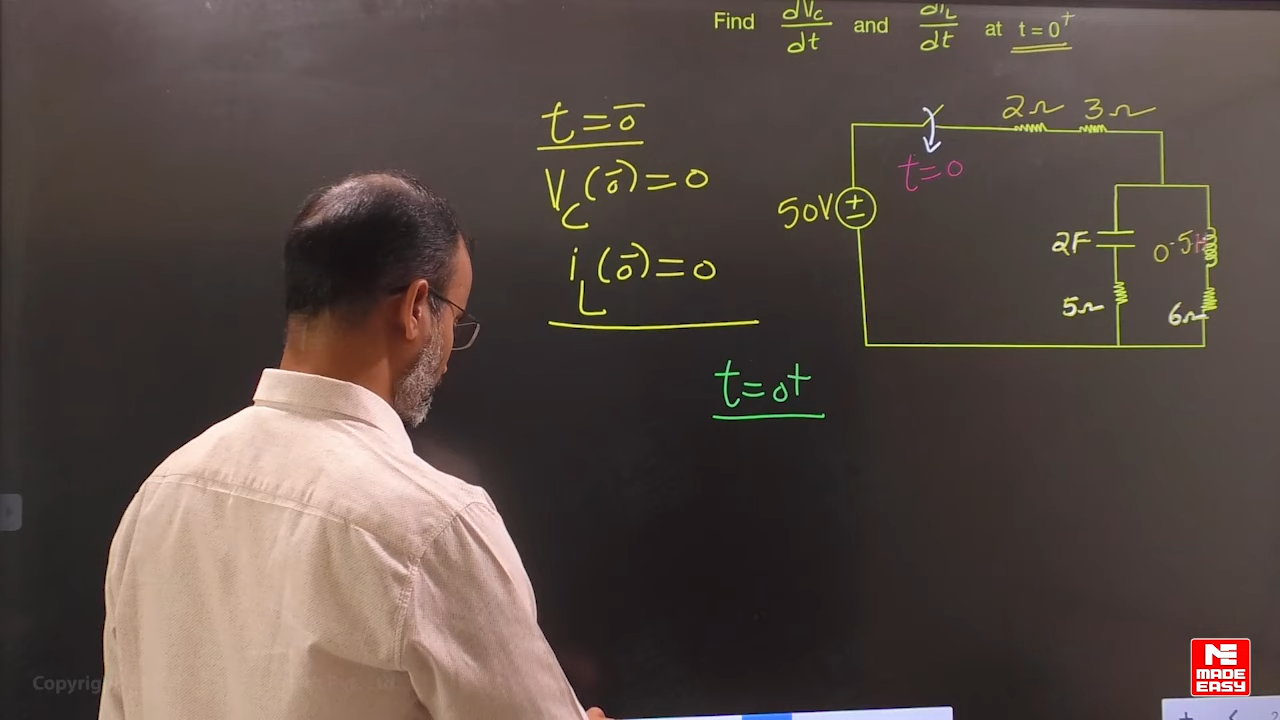 Find dVc/dt and diL/dt at t = 0⁺
t = 0⁻
Vc(0⁻) = 0
iL(0⁻) = 0
2Ω 3Ω
t = 0
50V
2F 0.5H
5Ω 6Ω
t = 0⁺
Copyrig
MADE EASY